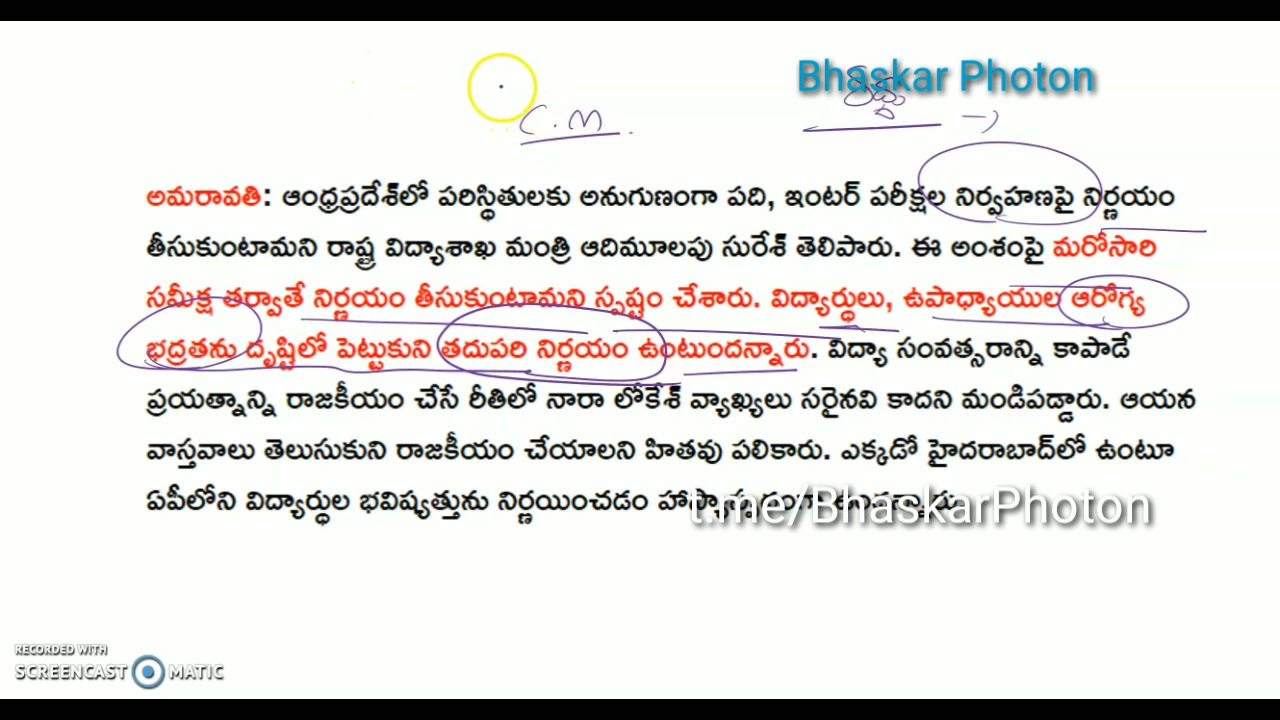 Bhaskar Photon
C.M.
అమరావతి: ఆంధ్రప్రదేశ్‌లో పరిస్థితులకు అనుగుణంగా పది, ఇంటర్ పరీక్షల నిర్వహణపై నిర్ణయం
తీసుకుంటామని రాష్ట్ర విద్యాశాఖ మంత్రి ఆదిమూలపు సురేశ్ తెలిపారు. ఈ అంశంపై మరోసారి
సమీక్ష తర్వాతే నిర్ణయం తీసుకుంటామని స్పష్టం చేశారు. విద్యార్థులు, ఉపాధ్యాయుల ఆరోగ్య
భద్రతను దృష్టిలో పెట్టుకుని తదుపరి నిర్ణయం ఉంటుందన్నారు. విద్యా సంవత్సరాన్ని కాపాడే
ప్రయత్నాన్ని రాజకీయం చేసే రీతిలో నారా లోకేశ్ వ్యాఖ్యలు సరైనవి కాదని మండిపడ్డారు. ఆయన
వాస్తవాలు తెలుసుకుని రాజకీయం చేయాలని హితవు పలికారు. ఎక్కడో హైదరాబాద్‌లో ఉంటూ
ఏపీలోని విద్యార్థుల భవిష్యత్తును నిర్ణయించడం
t.me/BhaskarPhoton
RECORDED WITH
SCREENCAST MATIC